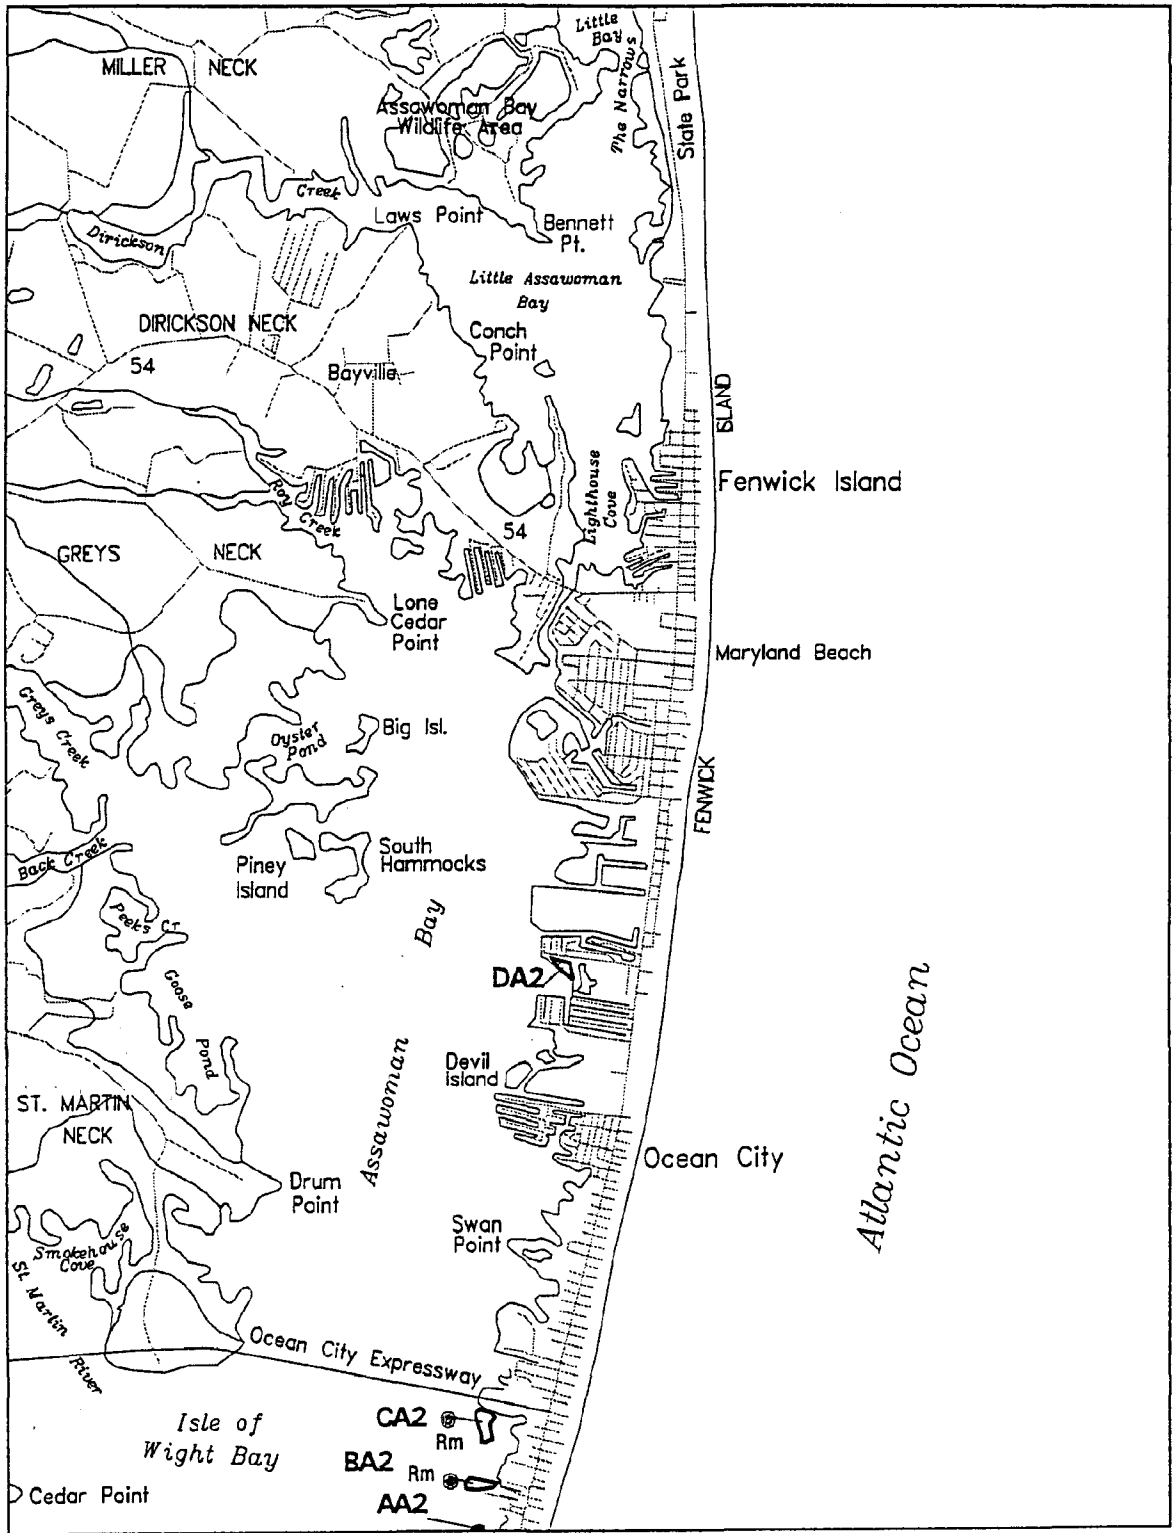 Little
Bay
The Narrows
State Park
MILLER NECK
Assawoman Bay
Wildlife Area
Creek
Laws Point
Bennett
Pt.
Dirickson
Little Assawoman
Bay
DIRICKSON NECK
Conch
Point
54
Bayville
ISLAND
Fenwick Island
Lighthouse
Cove
Roy
Creek
54
GREYS NECK
Lone
Cedar
Point
Maryland Beach
Greys Creek
Oyster
Pond
Big Isl.
FENWICK
Back Creek
Piney
Island
South
Hammocks
Peeks Cr.
Bay
DA2
Goose
Pond
Assawoman
Devil
Island
Atlantic Ocean
ST. MARTIN
NECK
Ocean City
Drum
Point
Swan
Point
Smokehouse
Cove
St. Martin
River
Ocean City Expressway
Isle of
Wight Bay
CA2
Rm
BA2 Rm
Cedar Point
AA2